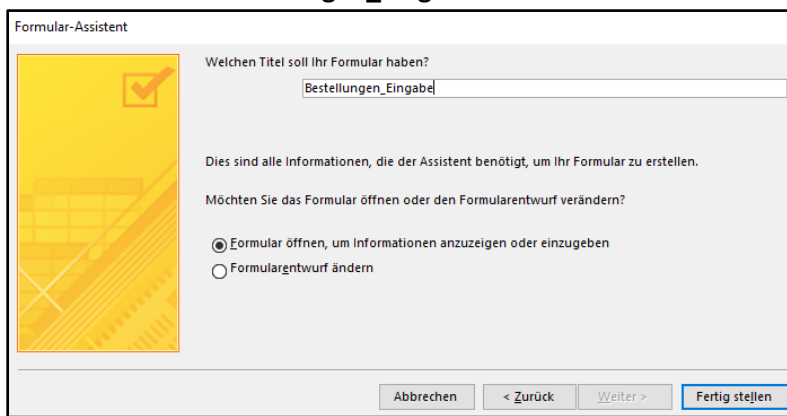 Formular-Assistent
Welchen Titel soll Ihr Formular haben?
Bestellungen_Eingabe
Dies sind alle Informationen, die der Assistent benötigt, um Ihr Formular zu erstellen.
Möchten Sie das Formular öffnen oder den Formularentwurf verändern?
Formular öffnen, um Informationen anzuzeigen oder einzugeben
Formularentwurf ändern
Abbrechen < Zurück Weiter > Fertig stellen